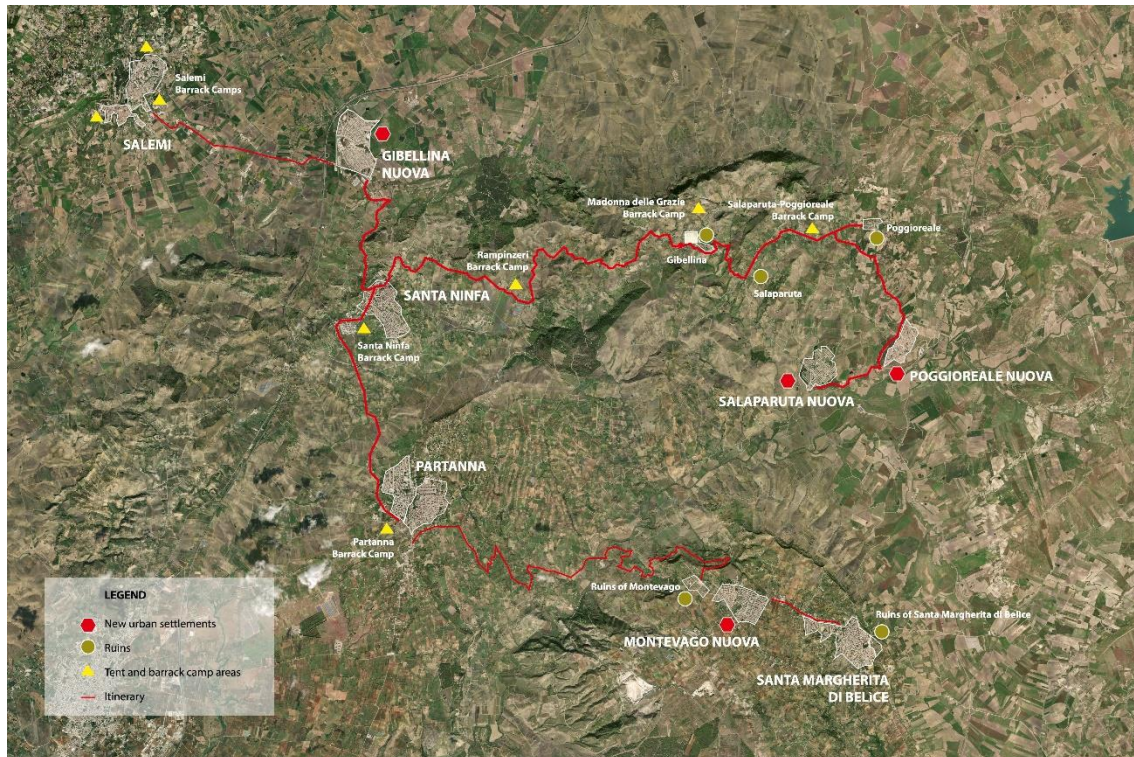 Salemi
Barrack Camps
SALEMI
GIBELLINA
NUOVA
Madonna delle Grazie
Barrack Camp
Salaparuta-Poggioreale
Barrack Camp
Poggioreale
Rampinzeri
Barrack Camp
Gibellina
SANTA NINFA
Salaparuta
Santa Ninfa
Barrack Camp
POGGIOREALE NUOVA
SALAPARUTA NUOVA
PARTANNA
Partanna
Barrack Camp
Ruins of Montevago
Ruins of Santa Margherita di Belice
MONTEVAGO NUOVA
SANTA MARGHERITA
DI BELICE
LEGEND
New urban settlements
Ruins
Tent and barrack camp areas
Itinerary